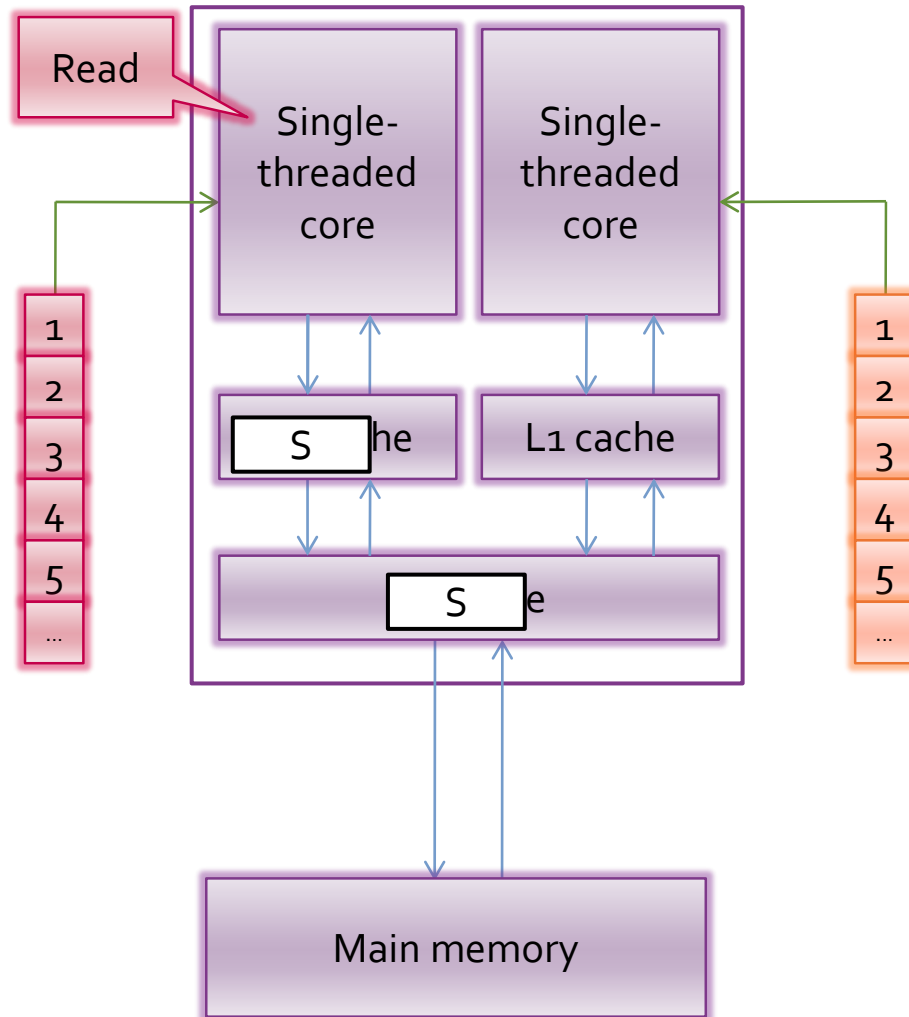 Read
Single-
threaded
core
Single-
threaded
core
1
2
3
4
5
...
1
2
3
4
5
...
S he
L1 cache
S e
Main memory